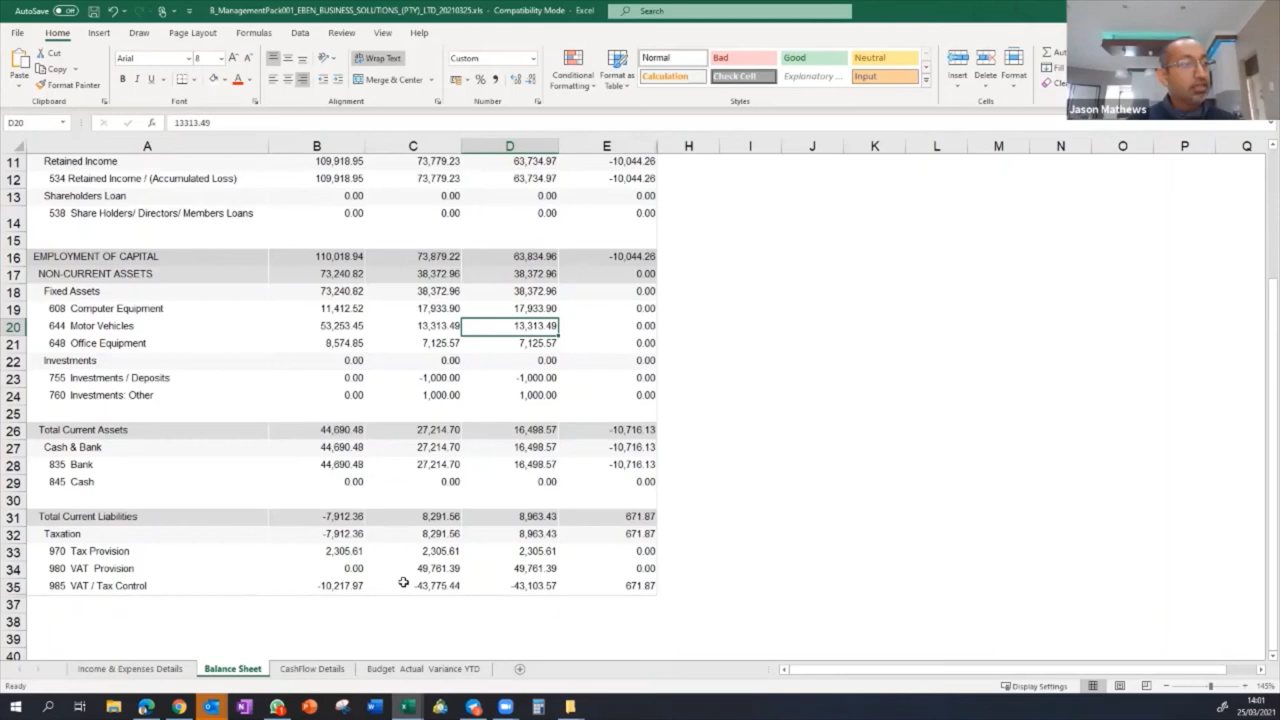 AutoSave Off B_ManagementPack001_EBEN_BUSINESS_SOLUTIONS_(PTY)_LTD_20210325.xls - Compatibility Mode - Excel Search
File Home Insert Draw Page Layout Formulas Data Review View Help
Cut
Copy
Format Painter
Paste
Clipboard
Arial 8
B I U
Font
Wrap Text
Merge & Center
Alignment
Custom
Number
Conditional Formatting
Format as Table
Normal Bad Good Neutral
Calculation Check Cell Explanatory ... Input
Styles
Insert Delete Format
Cells
Jason Mathews
D20 fx 13313.49
A B C D E H I J K L M N O P Q
11 Retained Income 109,918.95 73,779.23 63,734.97 -10,044.26
12 534 Retained Income / (Accumulated Loss) 109,918.95 73,779.23 63,734.97 -10,044.26
13 Shareholders Loan 0.00 0.00 0.00 0.00
14 538 Share Holders/ Directors/ Members Loans 0.00 0.00 0.00 0.00
15
16 EMPLOYMENT OF CAPITAL 110,018.94 73,879.22 63,834.96 -10,044.26
17 NON-CURRENT ASSETS 73,240.82 38,372.96 38,372.96 0.00
18 Fixed Assets 73,240.82 38,372.96 38,372.96 0.00
19 608 Computer Equipment 11,412.52 17,933.90 17,933.90 0.00
20 644 Motor Vehicles 53,253.45 13,313.49 13,313.49 0.00
21 648 Office Equipment 8,574.85 7,125.57 7,125.57 0.00
22 Investments 0.00 0.00 0.00 0.00
23 755 Investments / Deposits 0.00 -1,000.00 -1,000.00 0.00
24 760 Investments: Other 0.00 1,000.00 1,000.00 0.00
25
26 Total Current Assets 44,690.48 27,214.70 16,498.57 -10,716.13
27 Cash & Bank 44,690.48 27,214.70 16,498.57 -10,716.13
28 835 Bank 44,690.48 27,214.70 16,498.57 -10,716.13
29 845 Cash 0.00 0.00 0.00 0.00
30
31 Total Current Liabilities -7,912.36 8,291.56 8,963.43 671.87
32 Taxation -7,912.36 8,291.56 8,963.43 671.87
33 970 Tax Provision 2,305.61 2,305.61 2,305.61 0.00
34 980 VAT Provision 0.00 49,761.39 49,761.39 0.00
35 985 VAT / Tax Control -10,217.97 -43,775.44 -43,103.57 671.87
37
38
39
40
Income & Expenses Details Balance Sheet CashFlow Details Budget Actual Variance YTD
Ready Display Settings 145%
14:01
25/03/2021